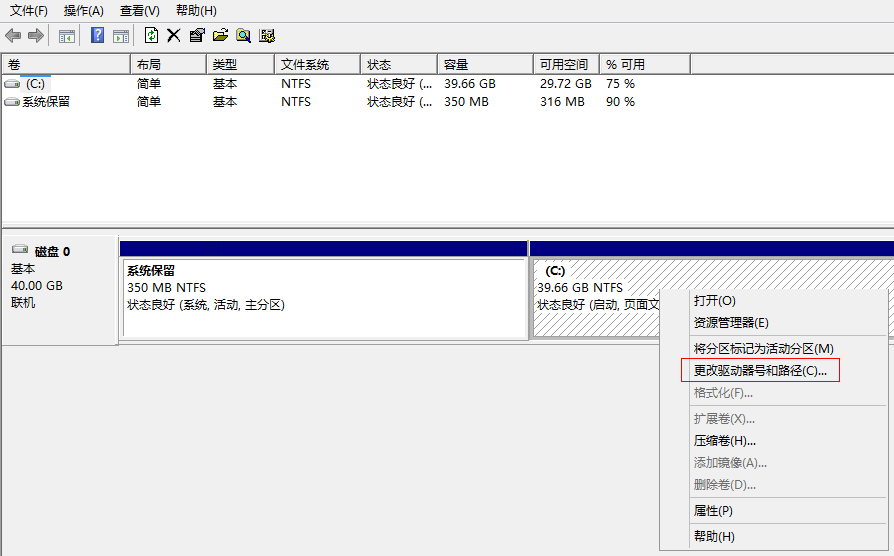 文件(F) 操作(A) 查看(V) 帮助(H)
卷 布局 类型 文件系统 状态 容量 可用空间 % 可用
(C:) 简单 基本 NTFS 状态良好 (... 39.66 GB 29.72 GB 75 %
系统保留 简单 基本 NTFS 状态良好 (... 350 MB 316 MB 90 %
磁盘 0
基本
40.00 GB
联机
系统保留
350 MB NTFS
状态良好 (系统, 活动, 主分区)
(C:)
39.66 GB NTFS
状态良好 (启动, 页面文
打开(O)
资源管理器(E)
将分区标记为活动分区(M)
更改驱动器号和路径(C)...
格式化(F)...
扩展卷(X)...
压缩卷(H)...
添加镜像(A)...
删除卷(D)...
属性(P)
帮助(H)